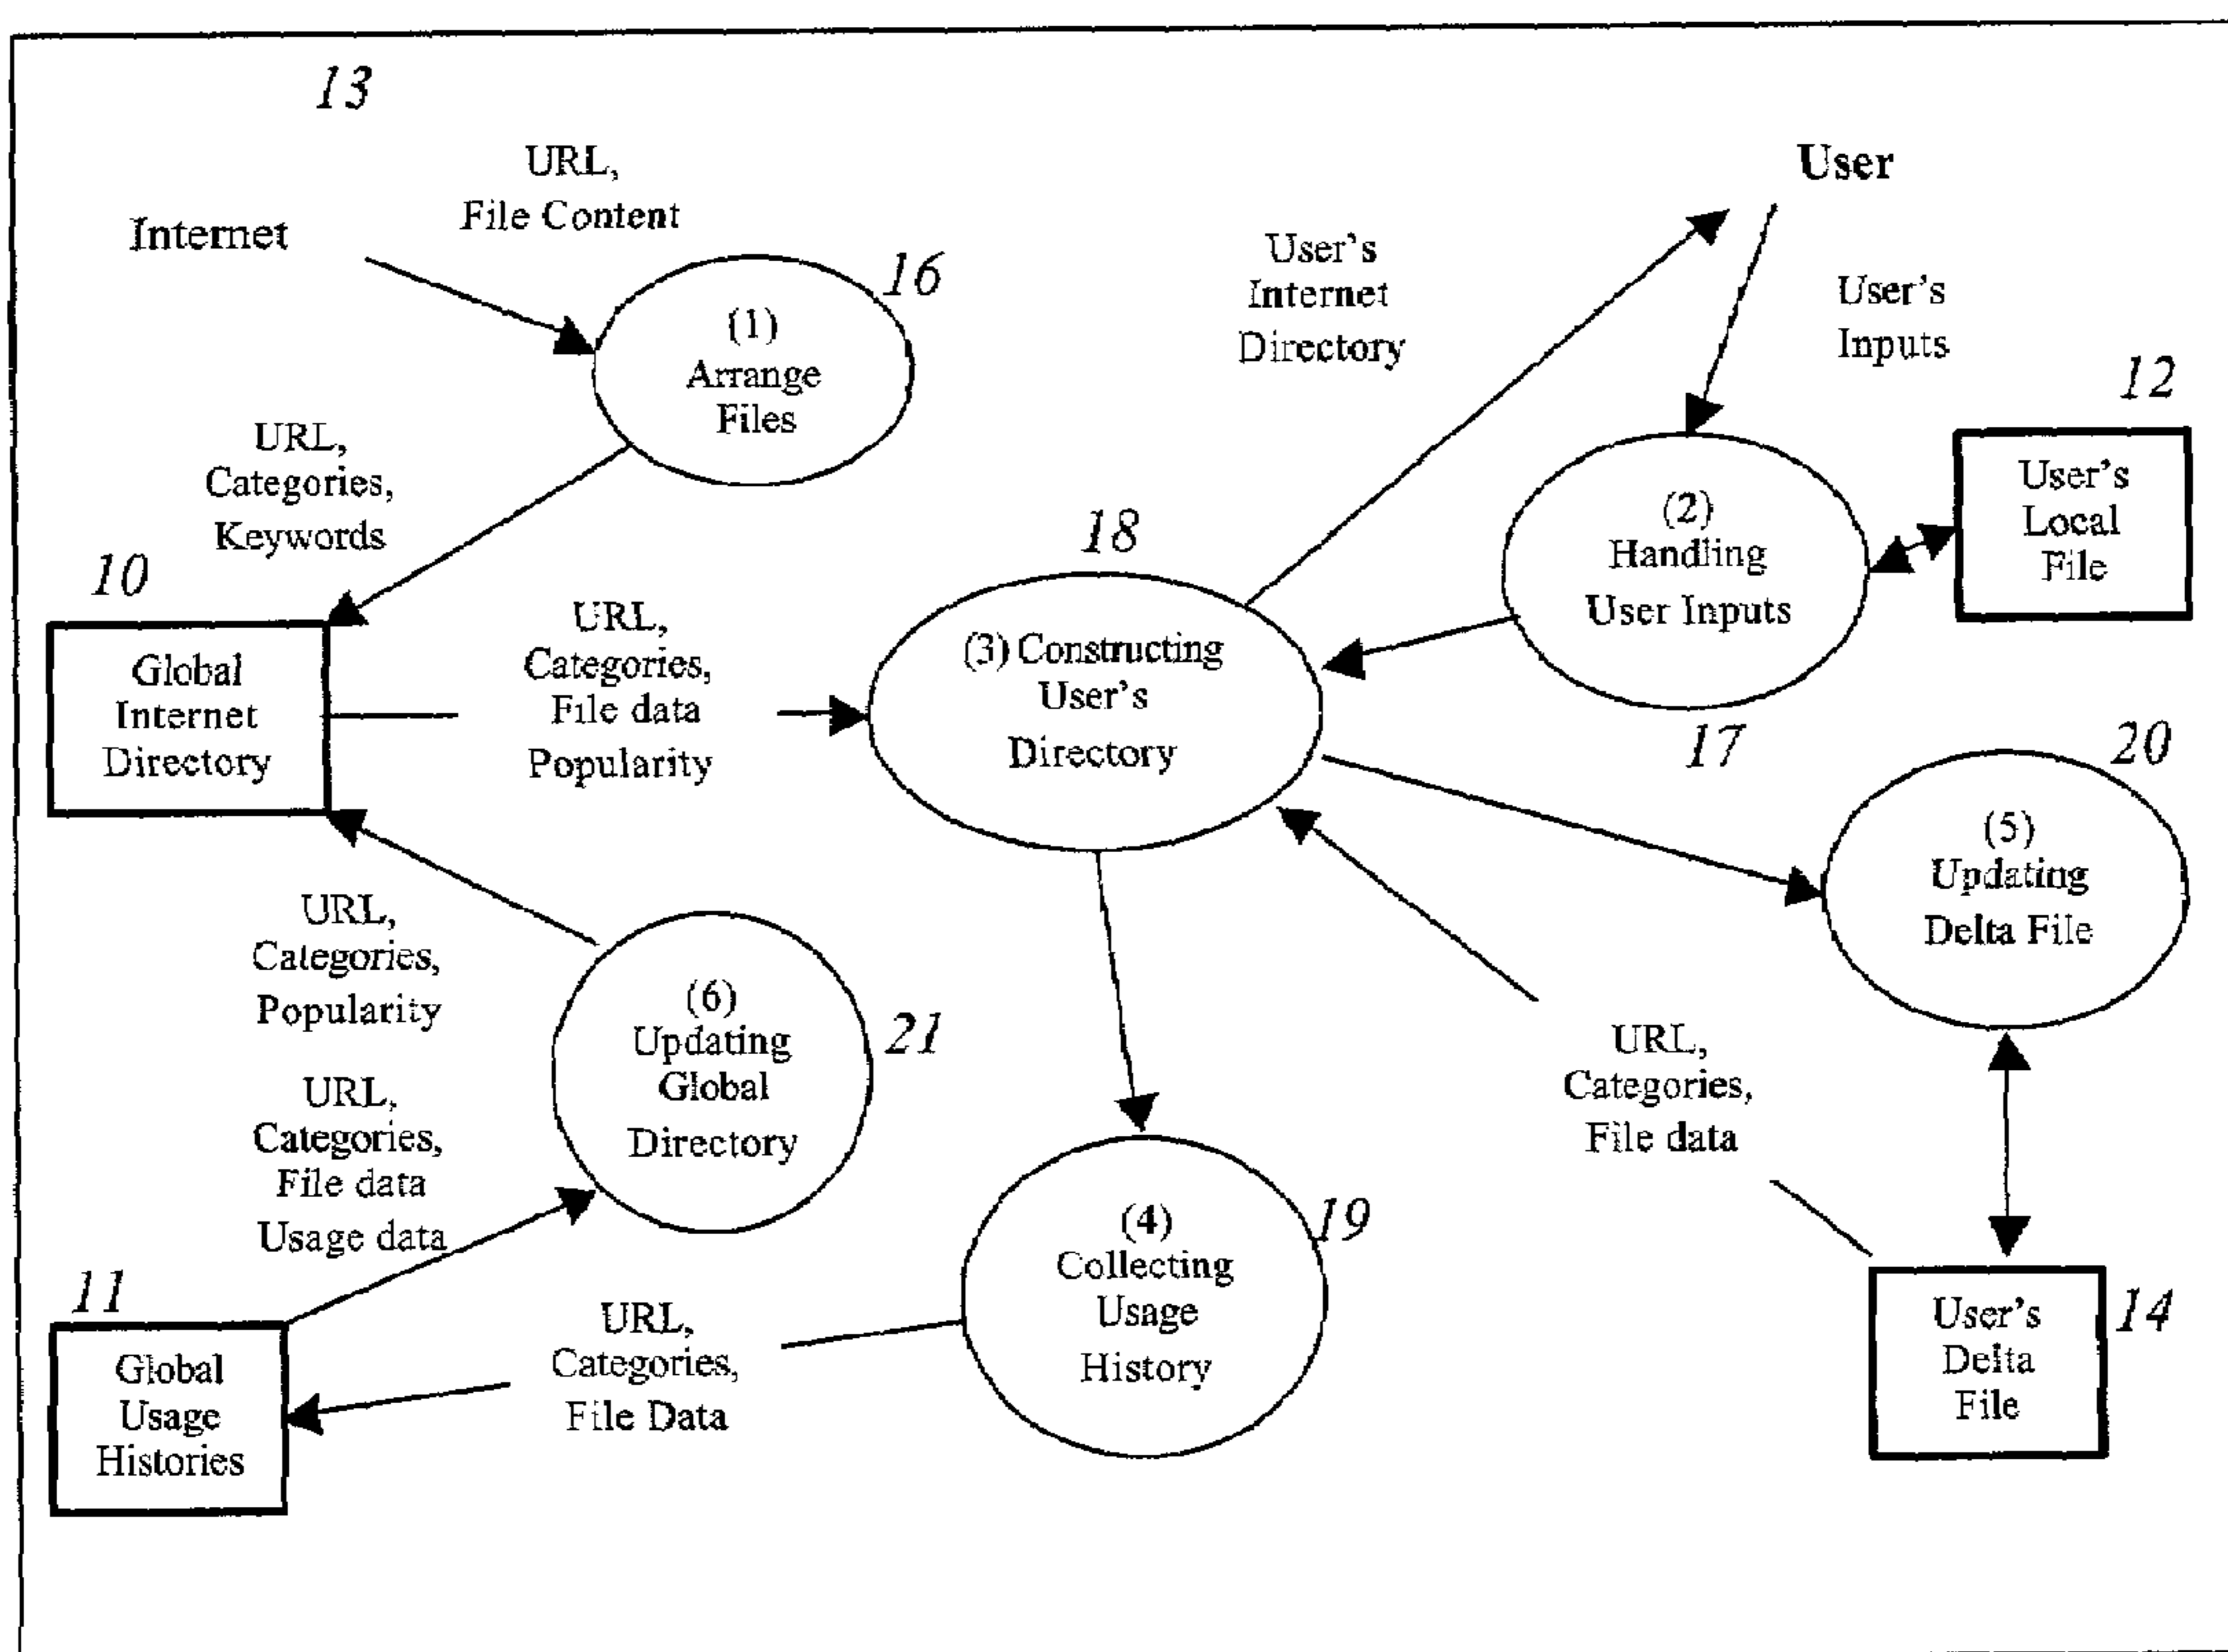 13
URL,
File Content
Internet
16
(1)
Arrange
Files
User
User's
Internet
Directory
User's
Inputs
12
User's
Local
File
URL,
Categories,
Keywords
(2)
Handling
User Inputs
17
10
Global
Internet
Directory
URL,
Categories,
File data
Popularity
18
(3) Constructing
User's
Directory
20
(5)
Updating
Delta File
URL,
Categories,
Popularity
(6)
Updating
Global
Directory
21
URL,
Categories,
File data
URL,
Categories,
File data
Usage data
(4)
Collecting
Usage
History
19
11
Global
Usage
Histories
URL,
Categories,
File Data
User's
Delta
File
14